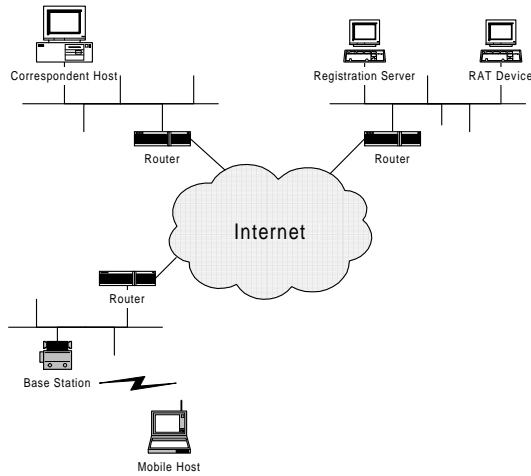 Correspondent Host
Registration Server
RAT Device
Router
Router
Internet
Router
Base Station
Mobile Host